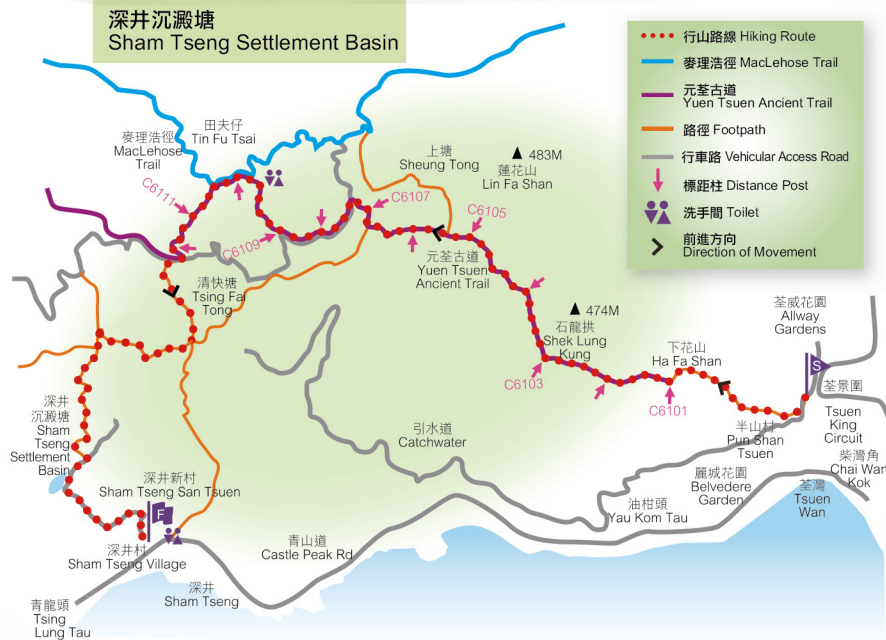 深井沉澱塘
Sham Tseng Settlement Basin
行山路線 Hiking Route
麥理浩徑 MacLehose Trail
元荃古道
Yuen Tsuen Ancient Trail
路徑 Footpath
行車路 Vehicular Access Road
標距柱 Distance Post
洗手間 Toilet
前進方向
Direction of Movement
田夫仔
Tin Fu Tsai
麥理浩徑
MacLehose
Trail
上塘
Sheung Tong
483M
蓮花山
Lin Fa Shan
C6111
C6107
C6105
C6109
元荃古道
Yuen Tsuen
Ancient Trail
清快塘
Tsing Fai
Tong
474M
石龍拱
Shek Lung
Kung
荃威花園
Allway
Gardens
S
下花山
Ha Fa Shan
C6103
C6101
荃景圍
Tsuen
King
Circuit
半山村
Pun Shan
Tsuen
引水道
Catchwater
深井
沉澱塘
Sham
Tseng
Settlement
Basin
柴灣角
Chai Wan
Kok
麗城花園
Belvedere
Garden
荃灣
Tsuen
Wan
油柑頭
Yau Kom Tau
深井新村
Sham Tseng San Tsuen
F
深井村
Sham Tseng Village
青山道
Castle Peak Rd
深井
Sham Tseng
青龍頭
Tsing
Lung Tau